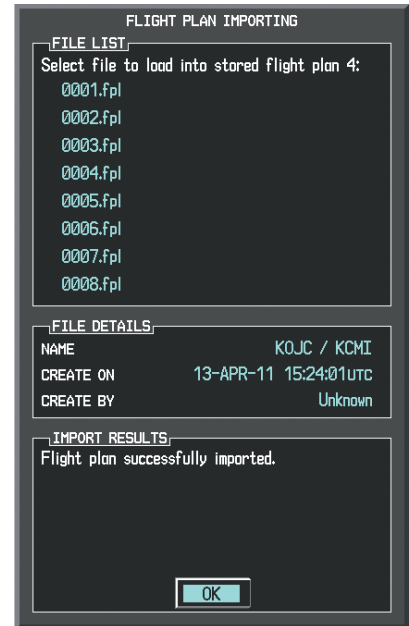 FLIGHT PLAN IMPORTING
FILE LIST
Select file to load into stored flight plan 4:
0001.fpl
0002.fpl
0003.fpl
0004.fpl
0005.fpl
0006.fpl
0007.fpl
0008.fpl
FILE DETAILS
NAME KOJC / KCMI
CREATE ON 13-APR-11 15:24:01UTC
CREATE BY Unknown
IMPORT RESULTS
Flight plan successfully imported.
OK